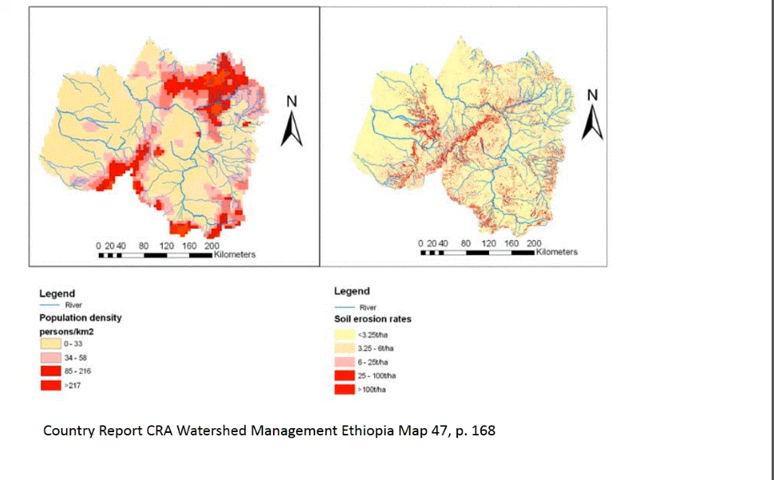 N
0 20 40 80 120 160 200
Kilometers
N
0 20 40 80 120 160 200
Kilometers
Legend
River
Population density
persons/km2
0 - 33
34 - 58
85 - 216
>217
Legend
River
Soil erosion rates
<3.25t/ha
3.25 - 6t/ha
6 - 25t/ha
25 - 100t/ha
>100t/ha
Country Report CRA Watershed Management Ethiopia Map 47, p. 168